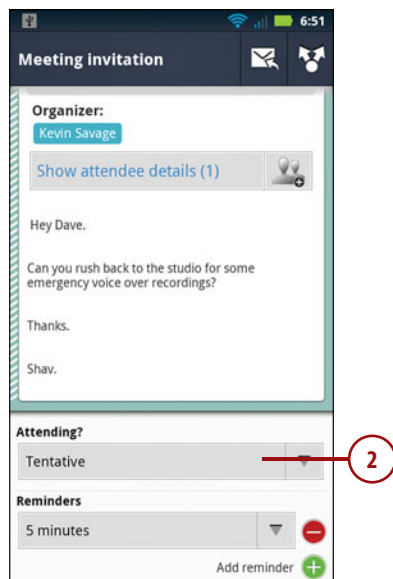 6:51
Meeting invitation
Organizer:
Kevin Savage
Show attendee details (1)
Hey Dave.
Can you rush back to the studio for some
emergency voice over recordings?
Thanks.
Shav.
Attending?
Tentative
2
Reminders
5 minutes
Add reminder